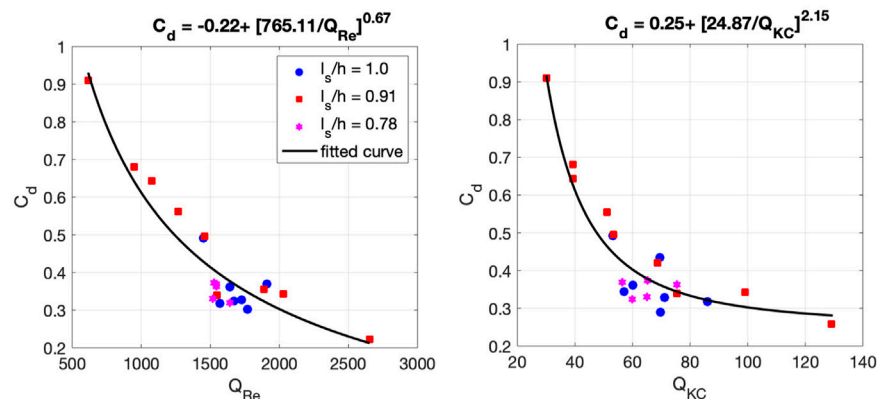 C_d = -0.22+ [765.11/Q_Re]^0.67
1
0.9
0.8
0.7
0.6
0.5
0.4
0.3
0.2
C_d
l_s/h = 1.0
l_s/h = 0.91
l_s/h = 0.78
fitted curve
500 1000 1500 2000 2500 3000
Q_Re
C_d = 0.25+ [24.87/Q_KC]^2.15
1
0.9
0.8
0.7
0.6
0.5
0.4
0.3
0.2
C_d
20 40 60 80 100 120 140
Q_KC